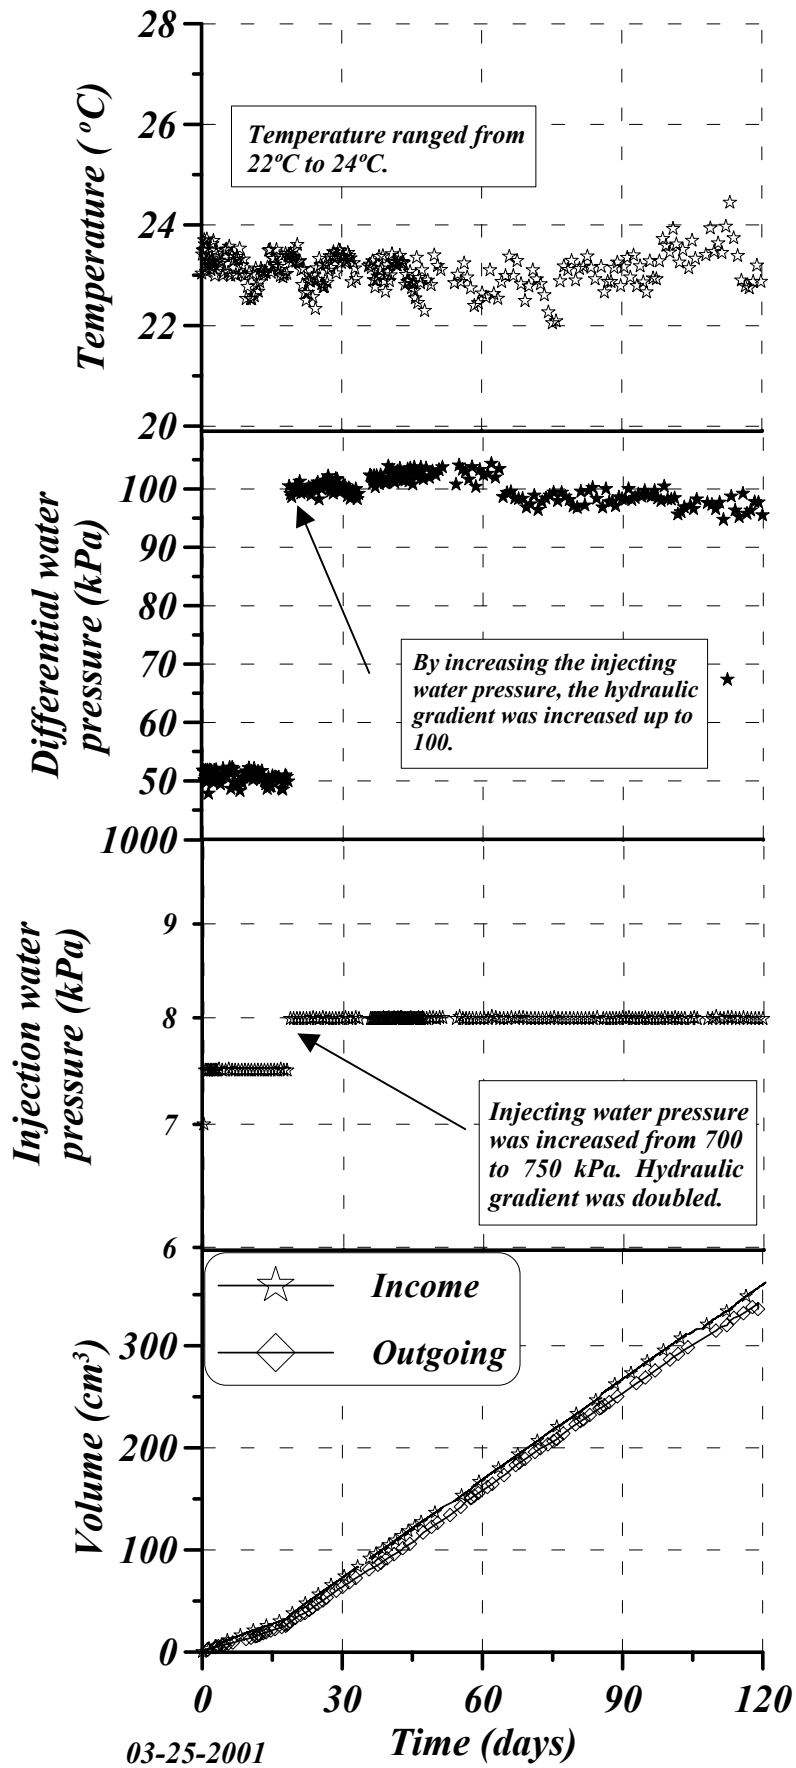 28
26
24
22
20
Temperature (ºC)
Temperature ranged from
22ºC to 24ºC.
100
90
80
70
60
50
Differential water
pressure (kPa)
By increasing the injecting
water pressure, the hydraulic
gradient was increased up to
100.
1000
9
8
7
6
Injection water
pressure (kPa)
Injecting water pressure
was increased from 700
to 750 kPa. Hydraulic
gradient was doubled.
Income
Outgoing
300
200
100
0
Volume (cm³)
0 30 60 90 120
Time (days)
03-25-2001